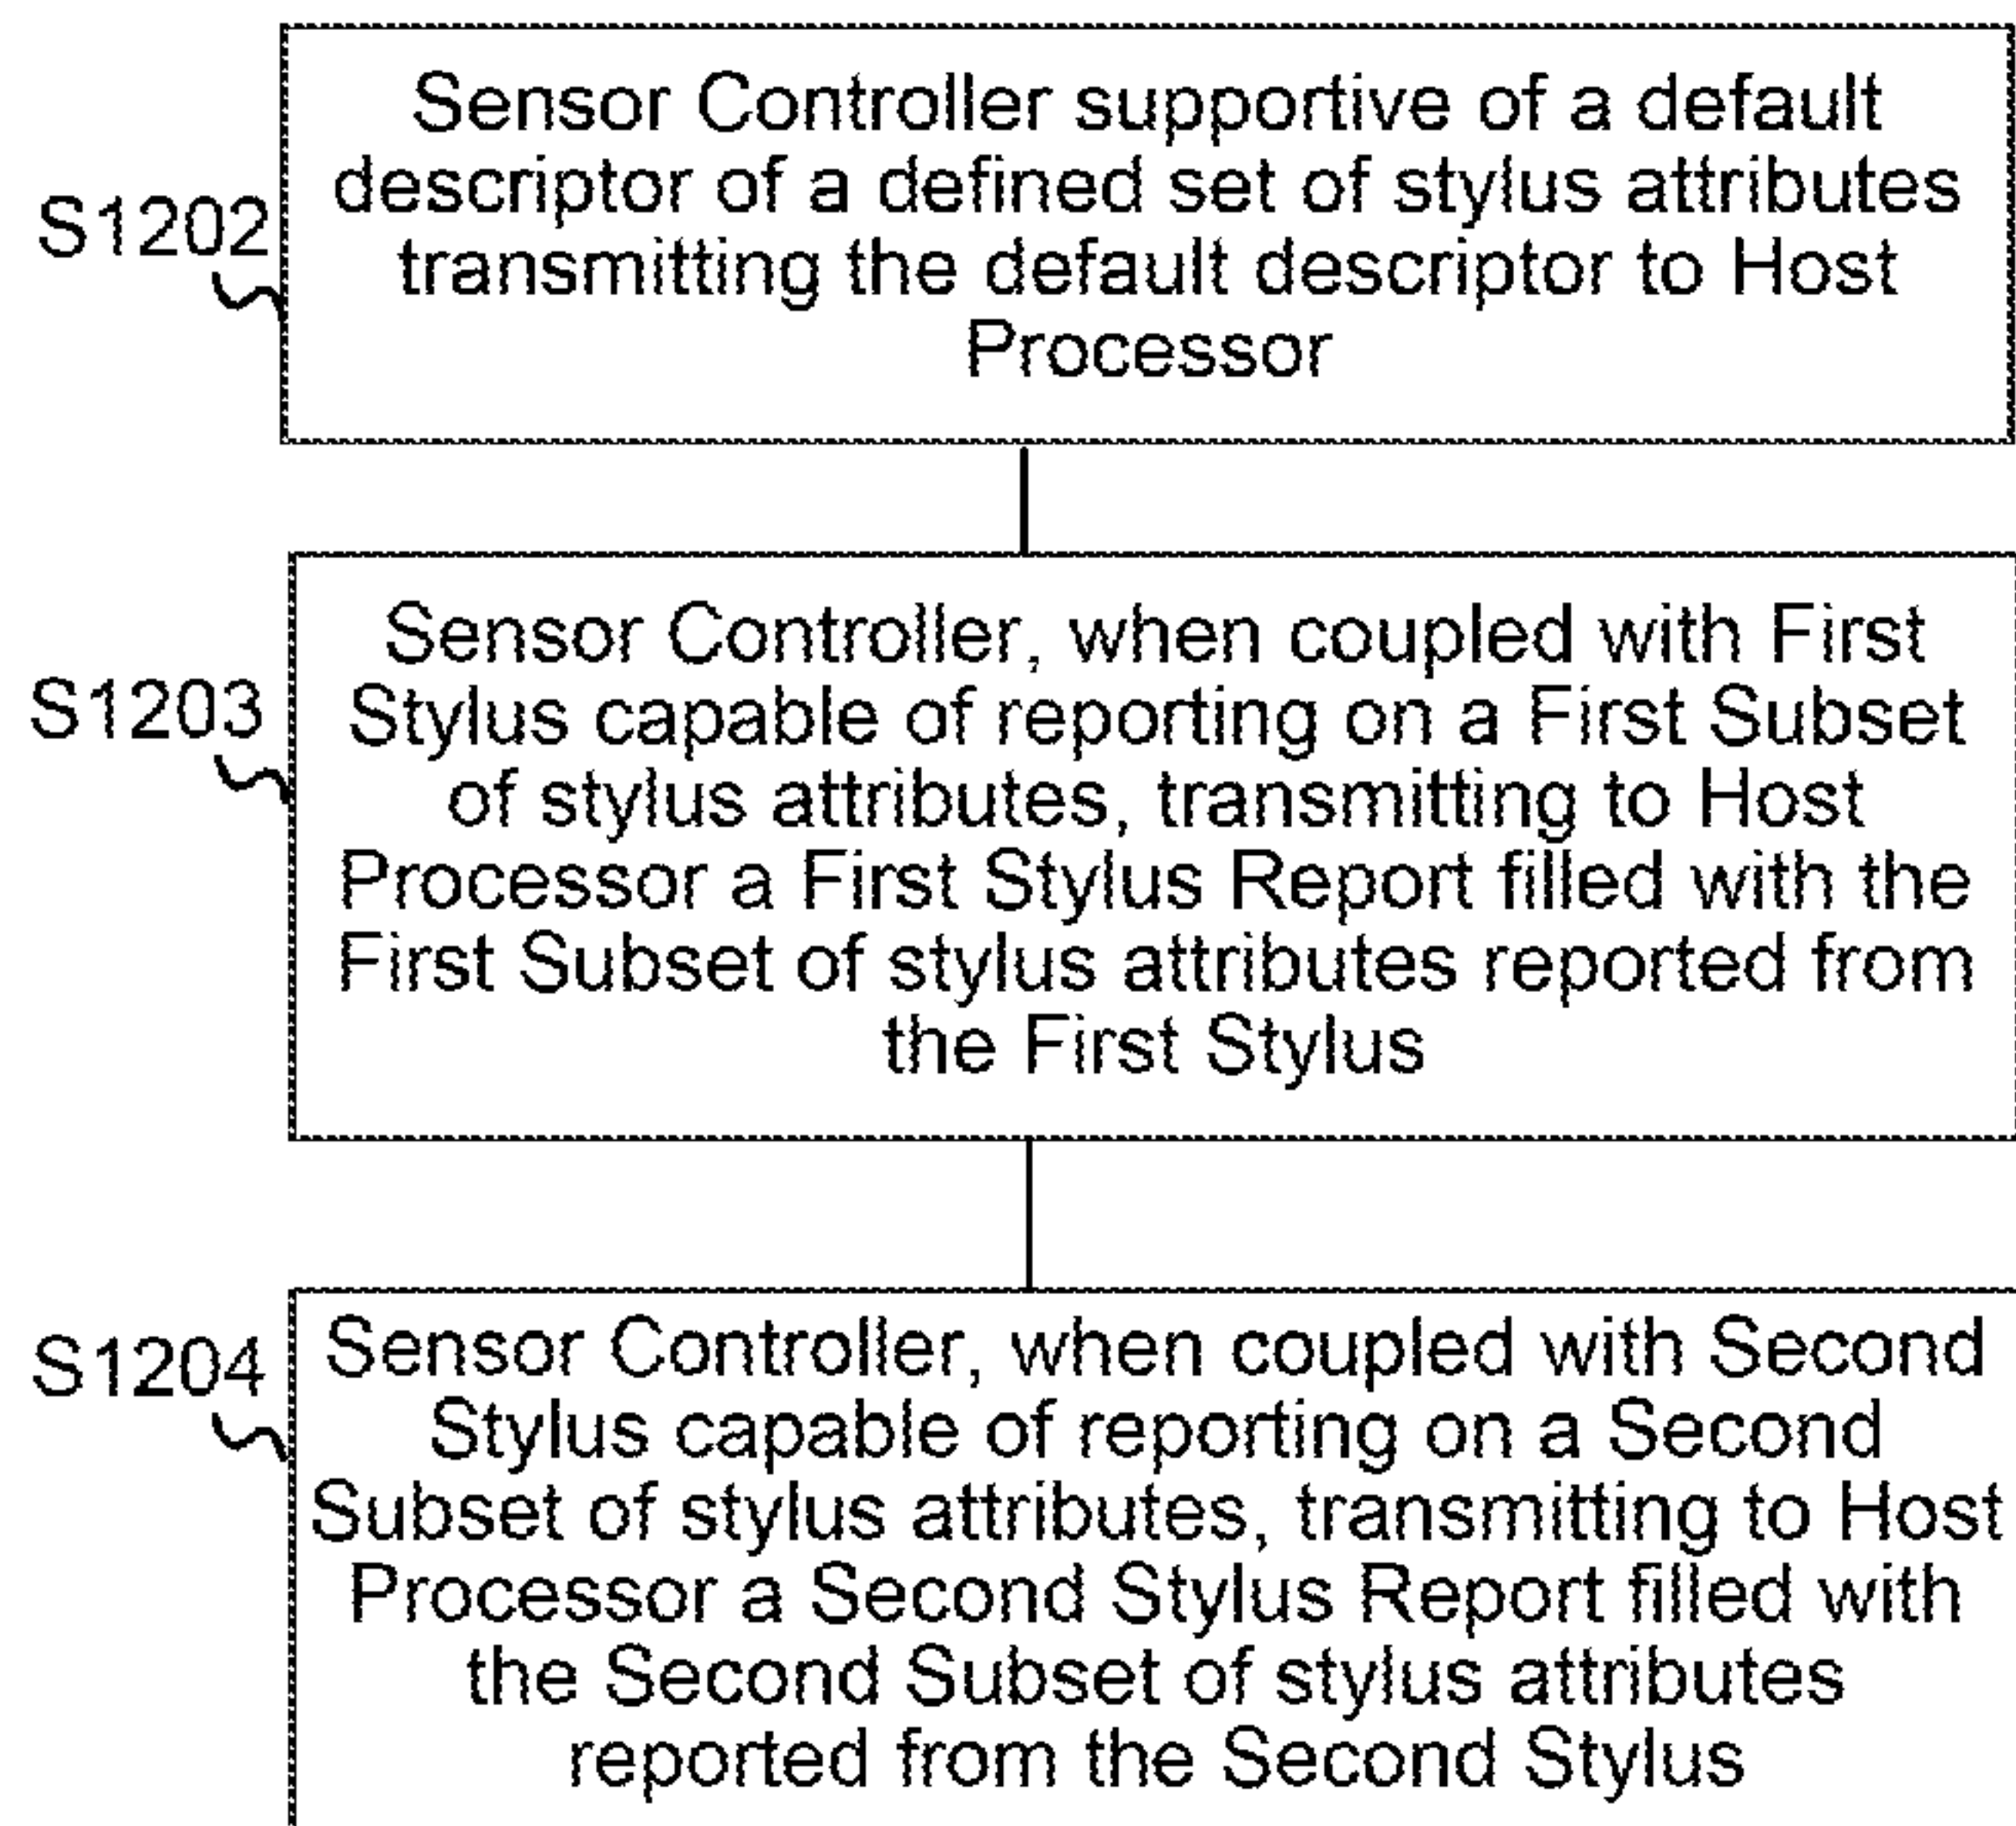 Sensor Controller supportive of a default
descriptor of a defined set of stylus attributes
transmitting the default descriptor to Host
Processor
S1202
Sensor Controller, when coupled with First
Stylus capable of reporting on a First Subset
of stylus attributes, transmitting to Host
Processor a First Stylus Report filled with the
First Subset of stylus attributes reported from
the First Stylus
S1203
Sensor Controller, when coupled with Second
Stylus capable of reporting on a Second
Subset of stylus attributes, transmitting to Host
Processor a Second Stylus Report filled with
the Second Subset of stylus attributes
reported from the Second Stylus
S1204